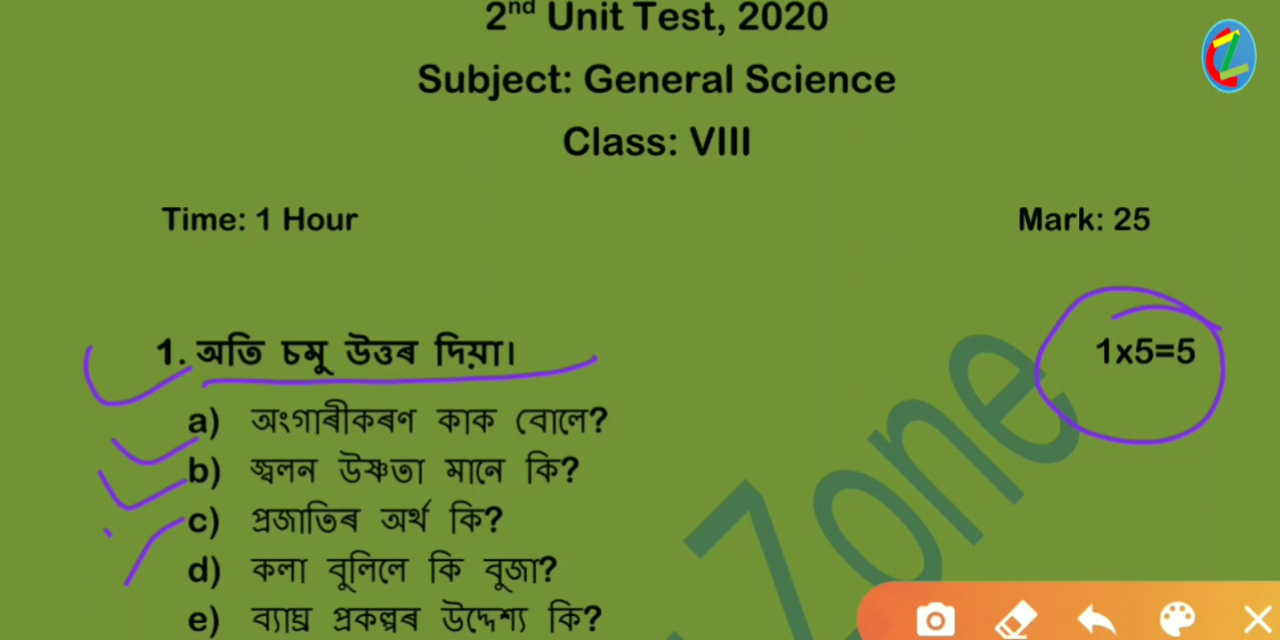 2nd Unit Test, 2020
Subject: General Science
Class: VIII
Time: 1 Hour Mark: 25
1. অতি চমু উত্তৰ দিয়া। 1x5=5
a) অংগাৰীকৰণ কাক বোলে?
b) জ্বলন উষ্ণতা মানে কি?
c) প্ৰজাতিৰ অৰ্থ কি?
d) কলা বুলিলে কি বুজা?
e) ব্যাঘ্ৰ প্ৰকল্পৰ উদ্দেশ্য কি?
Zone